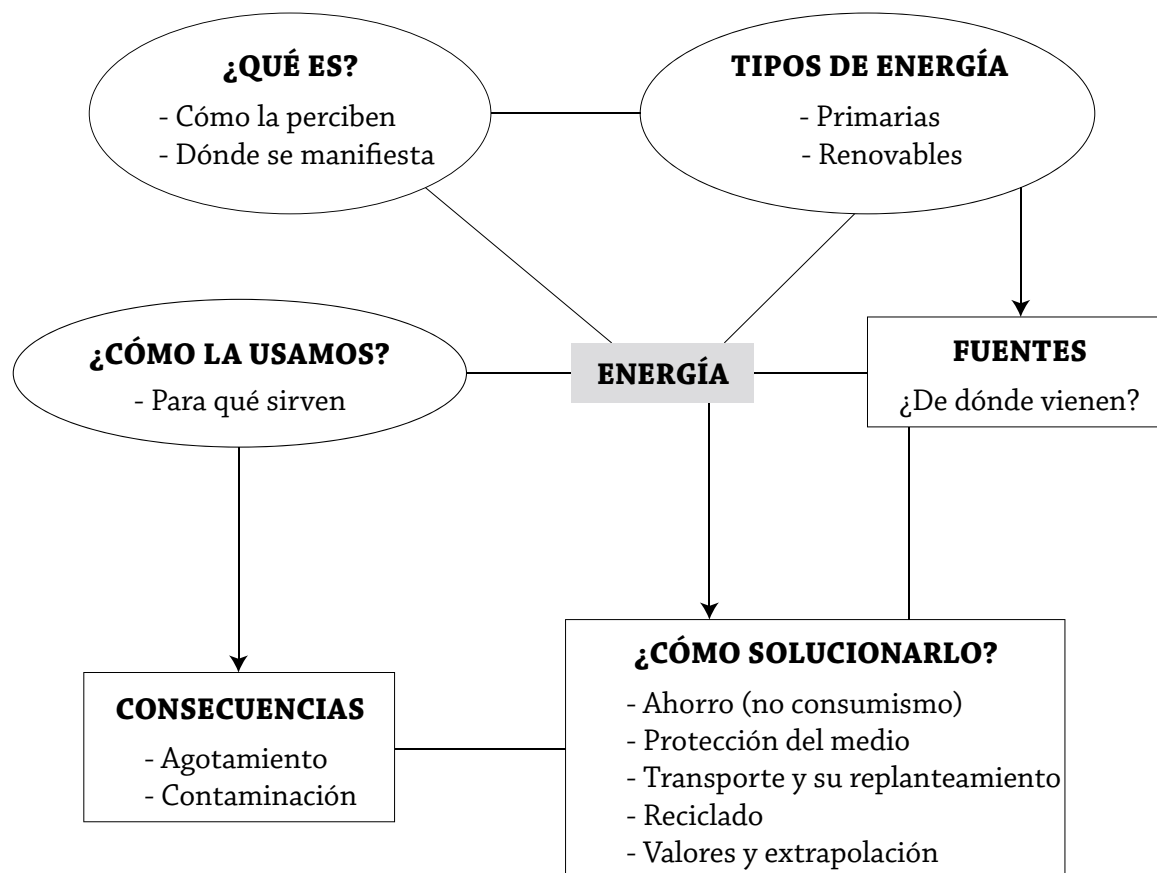 ¿QUÉ ES?
- Cómo la perciben
- Dónde se manifiesta
TIPOS DE ENERGÍA
- Primarias
- Renovables
¿CÓMO LA USAMOS?
- Para qué sirven
ENERGÍA
FUENTES
¿De dónde vienen?
CONSECUENCIAS
- Agotamiento
- Contaminación
¿CÓMO SOLUCIONARLO?
- Ahorro (no consumismo)
- Protección del medio
- Transporte y su replanteamiento
- Reciclado
- Valores y extrapolación